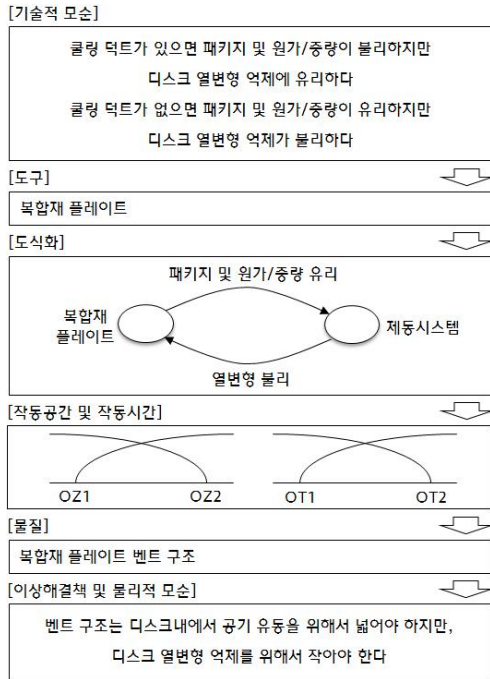 [기술적 모순]
쿨링 덕트가 있으면 패키지 및 원가/중량이 불리하지만
디스크 열변형 억제에 유리하다
쿨링 덕트가 없으면 패키지 및 원가/중량이 유리하지만
디스크 열변형 억제가 불리하다
[도구]
복합재 플레이트
[도식화]
패키지 및 원가/중량 유리
복합재
플레이트
제동시스템
열변형 불리
[작동공간 및 작동시간]
OZ1 OZ2 OT1 OT2
[물질]
복합재 플레이트 벤트 구조
[이상해결책 및 물리적 모순]
벤트 구조는 디스크내에서 공기 유동을 위해서 넓어야 하지만,
디스크 열변형 억제를 위해서 작아야 한다